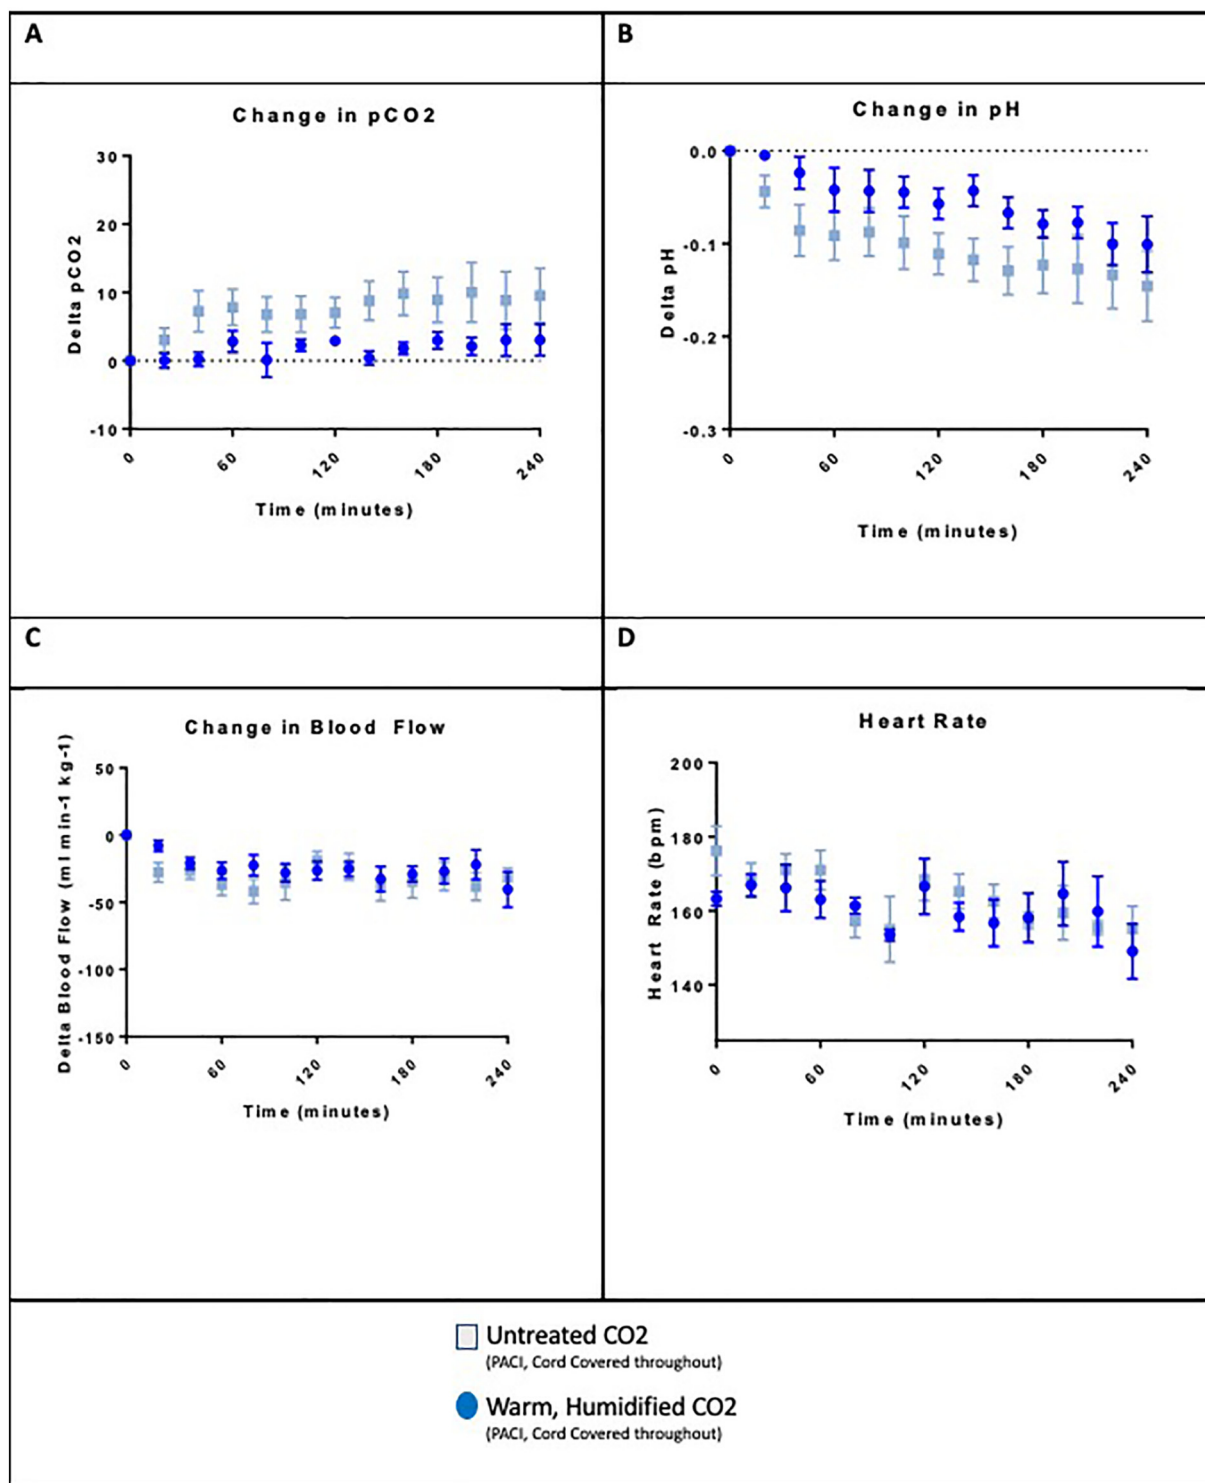 A
B
Change in pCO2
Delta pCO2
30
20
10
0
-10
0
60
120
180
240
Time (minutes)
Change in pH
Delta pH
0.0
-0.1
-0.2
-0.3
0
60
120
180
240
Time (minutes)
C
D
Change in Blood Flow
Delta Blood Flow (ml min-1 kg-1)
50
0
-50
-100
-150
0
60
120
180
240
Time (minutes)
Heart Rate
Heart Rate (bpm)
200
180
160
140
0
60
120
180
240
Time (minutes)
Untreated CO2
(PACI, Cord Covered throughout)
Warm, Humidified CO2
(PACI, Cord Covered throughout)